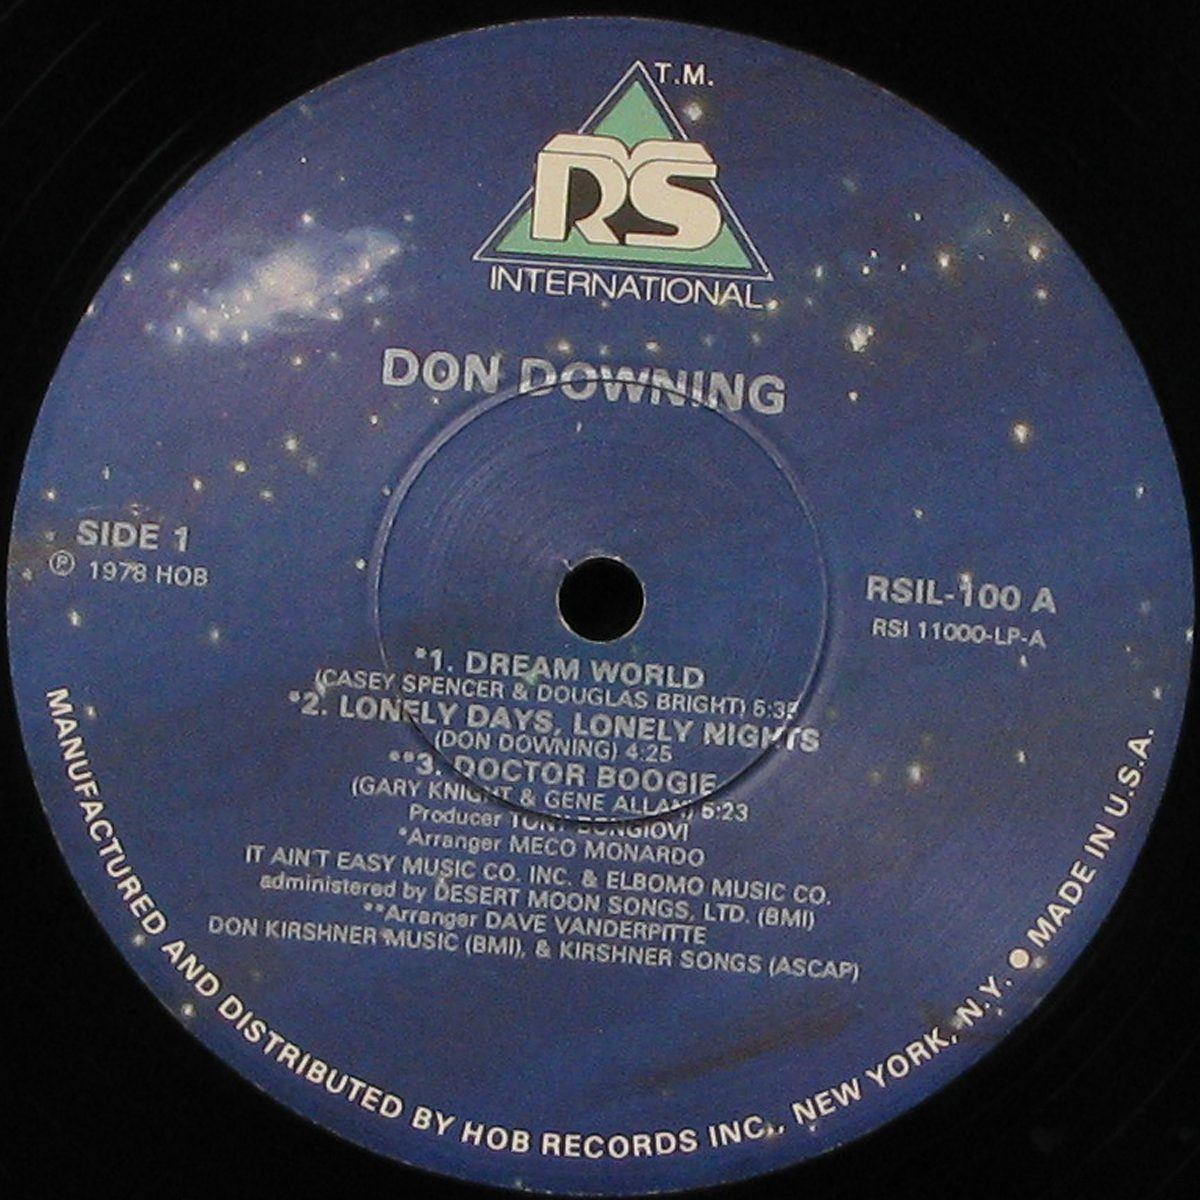 T.M.
RS
INTERNATIONAL
DON DOWNING
SIDE 1
℗ 1978 HOB
RSIL-100 A
RSI 11000-LP-A
*1. DREAM WORLD
(CASEY SPENCER & DOUGLAS BRIGHT) 6:35
*2. LONELY DAYS, LONELY NIGHTS
(DON DOWNING) 4:25
**3. DOCTOR BOOGIE
(GARY KNIGHT & GENE ALLAN) 6:23
Producer TONY BONGIOVI
*Arranger MECO MONARDO
IT AIN'T EASY MUSIC CO. INC. & ELBOMO MUSIC CO.
administered by DESERT MOON SONGS, LTD. (BMI)
**Arranger DAVE VANDERPITTE
DON KIRSHNER MUSIC (BMI), & KIRSHNER SONGS (ASCAP)
MANUFACTURED AND DISTRIBUTED BY HOB RECORDS INC., NEW YORK, N.Y. ● MADE IN U.S.A.